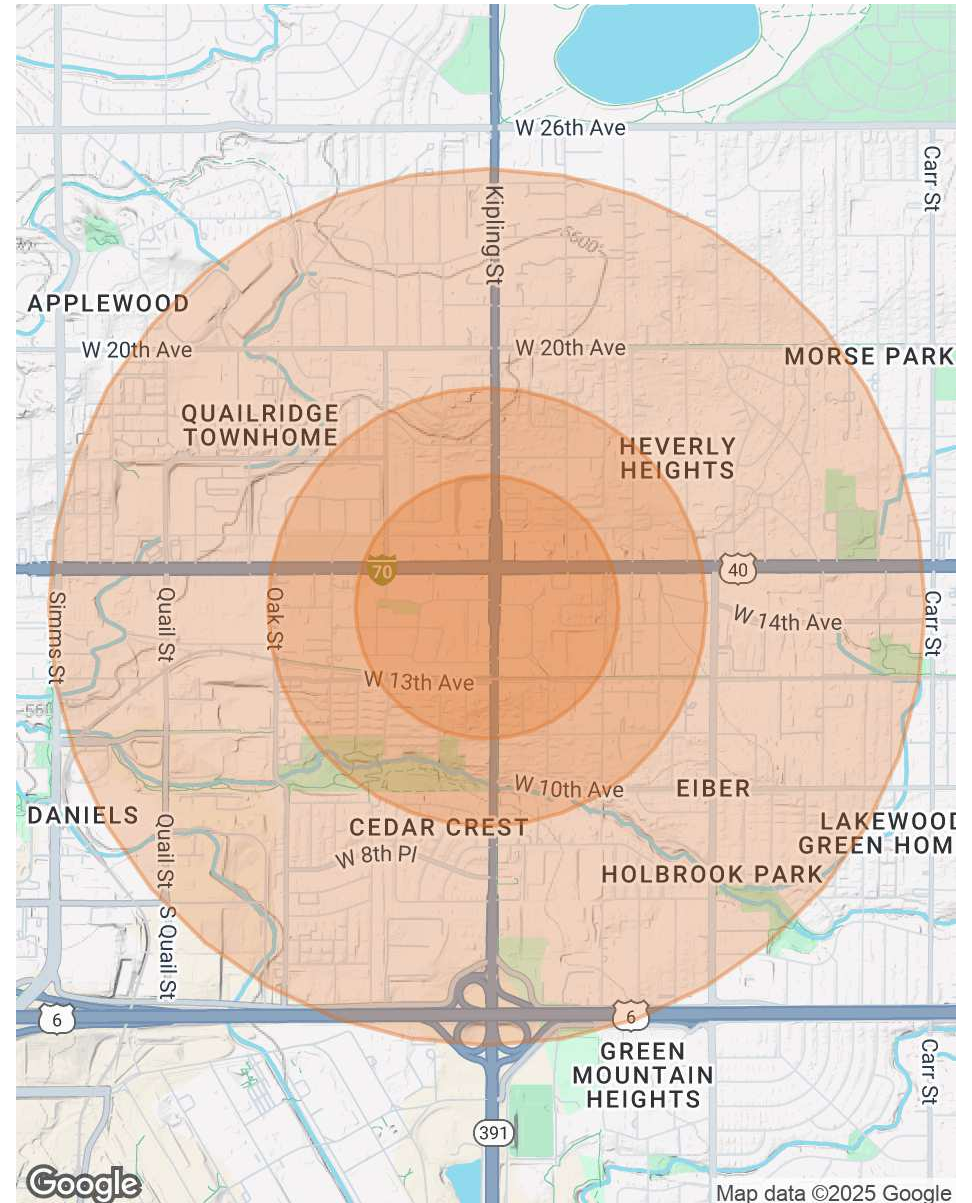 W 26th Ave
Carr St
Kipling St
5600'
APPLEWOOD
W 20th Ave
W 20th Ave
MORSE PARK
QUAILRIDGE
TOWNHOME
HEVERLY
HEIGHTS
70
40
Simms St
Quail St
Oak St
W 14th Ave
Carr St
W 13th Ave
W 10th Ave
EIBER
DANIELS
CEDAR CREST
LAKEWOOD
GREEN HOM
W 8th Pl
HOLBROOK PARK
Quail St
S Quail St
6
6
GREEN
MOUNTAIN
HEIGHTS
Carr St
391
Google
Map data ©2025 Google